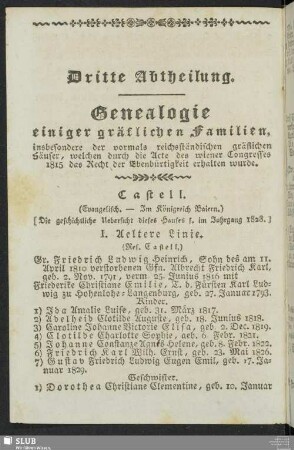 Dritte Abtheilung.
Genealogie
einiger gräflichen Familien,
insbesondere der vormals reichsständischen gräflichen
Häuser, welchen durch die Acte des wiener Congresses
1815 das Recht der Ebenbürtigkeit erhalten wurde.
Castell.
(Evangelisch. — Im Königreich Baiern.)
[Die geschichtliche Uebersicht dieses Hauses s. im Jahrgang 1828.]
I. Aeltere Linie.
(Res. Castell.)
Gr. Friedrich Ludwig Heinrich, Sohn des am 11.
April 1810 verstorbenen Gfn. Albrecht Friedrich Karl,
geb. 2. Nov. 1791, verm. 25. Junius 1816 mit
Friederike Christiane Emilie, T. d. Fürsten Karl Lud-
wig zu Hohenlohe-Langenburg, geb. 27. Januar 1793.
Kinder.
1) Ida Amalie Luise, geb. 31. März 1817.
2) Adelheid Clotilde Auguste, geb. 18. Junius 1818.
3) Caroline Johanne Victorie Elisa, geb. 2. Dec. 1819.
4) Clotilde Charlotte Sophie, geb. 6. Febr. 1821.
5) Johanne Constanze Agnes Helene, geb. 8. Febr. 1822.
6) Friedrich Karl Wilh. Ernst, geb. 23. Mai 1826.
7) Gustav Friedrich Ludwig Eugen Emil, geb. 17. Ja-
nuar 1829.
Geschwister.
1) Dorothea Christiane Clementine, geb. 10. Januar
SLUB